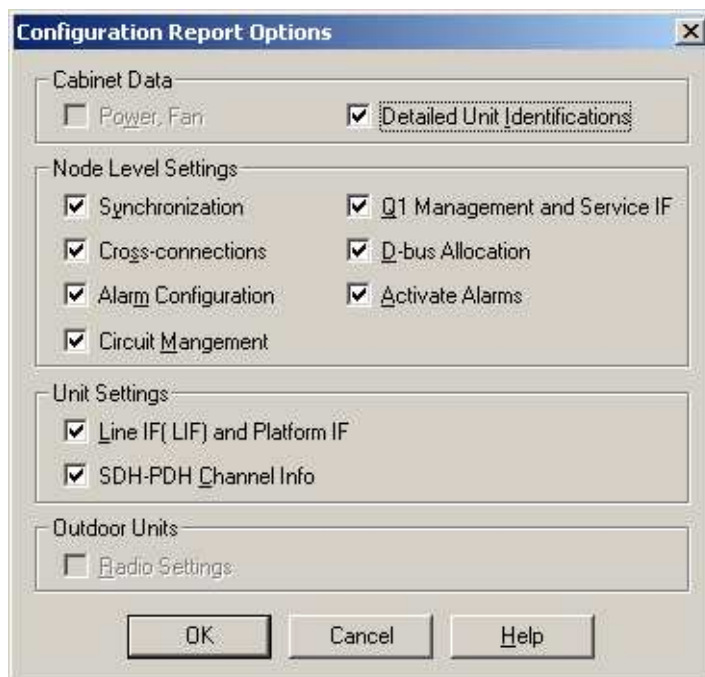 Configuration Report Options
Cabinet Data
Power, Fan
Detailed Unit Identifications
Node Level Settings
Synchronization
Q1 Management and Service IF
Cross-connections
D-bus Allocation
Alarm Configuration
Activate Alarms
Circuit Mangement
Unit Settings
Line IF( LIF) and Platform IF
SDH-PDH Channel Info
Outdoor Units
Radio Settings
OK
Cancel
Help